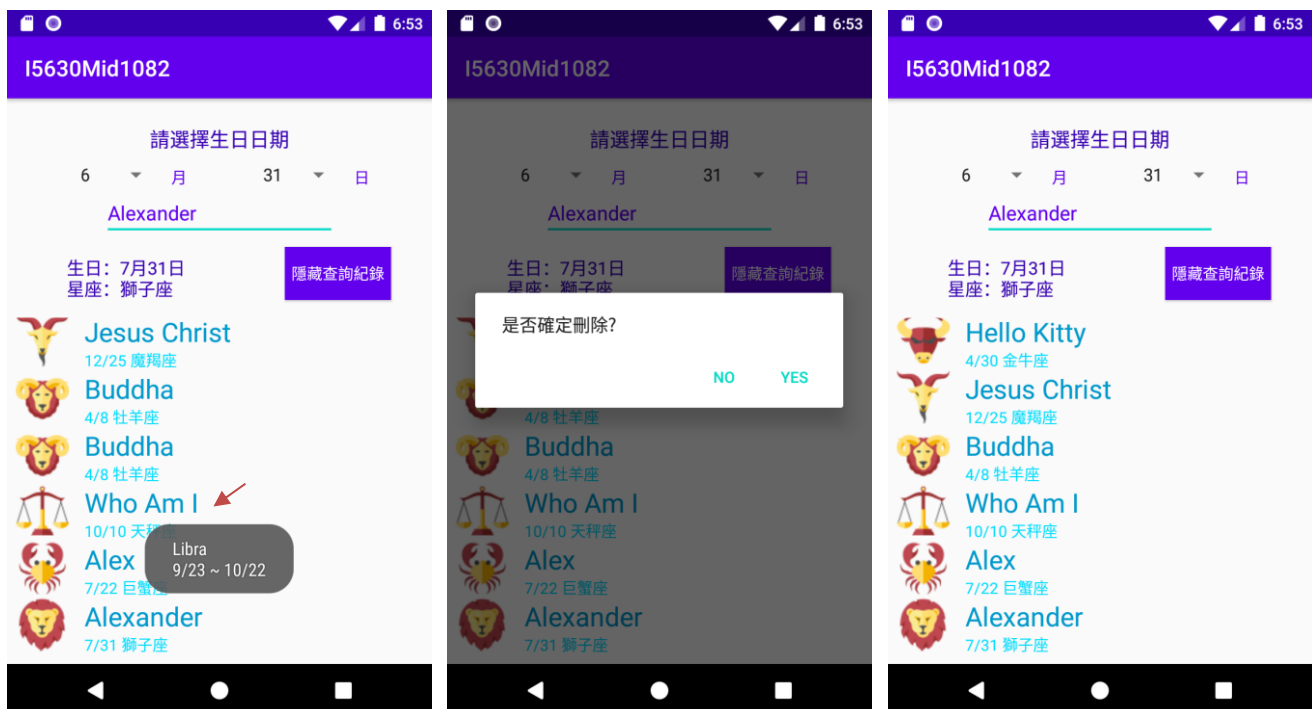 6:53
I5630Mid1082
請選擇生日日期
6 月 31 日
Alexander
生日：7月31日
星座：獅子座
隱藏查詢紀錄
Jesus Christ
12/25 魔羯座
Buddha
4/8 牡羊座
Buddha
4/8 牡羊座
Who Am I
10/10 天秤座
Libra
9/23 ~ 10/22
Alex
7/22 巨蟹座
Alexander
7/31 獅子座
6:53
I5630Mid1082
請選擇生日日期
6 月 31 日
Alexander
生日：7月31日
星座：獅子座
隱藏查詢紀錄
是否確定刪除?
NO YES
4/8 牡羊座
Buddha
4/8 牡羊座
Who Am I
10/10 天秤座
Alex
7/22 巨蟹座
Alexander
7/31 獅子座
6:53
I5630Mid1082
請選擇生日日期
6 月 31 日
Alexander
生日：7月31日
星座：獅子座
隱藏查詢紀錄
Hello Kitty
4/30 金牛座
Jesus Christ
12/25 魔羯座
Buddha
4/8 牡羊座
Who Am I
10/10 天秤座
Alex
7/22 巨蟹座
Alexander
7/31 獅子座